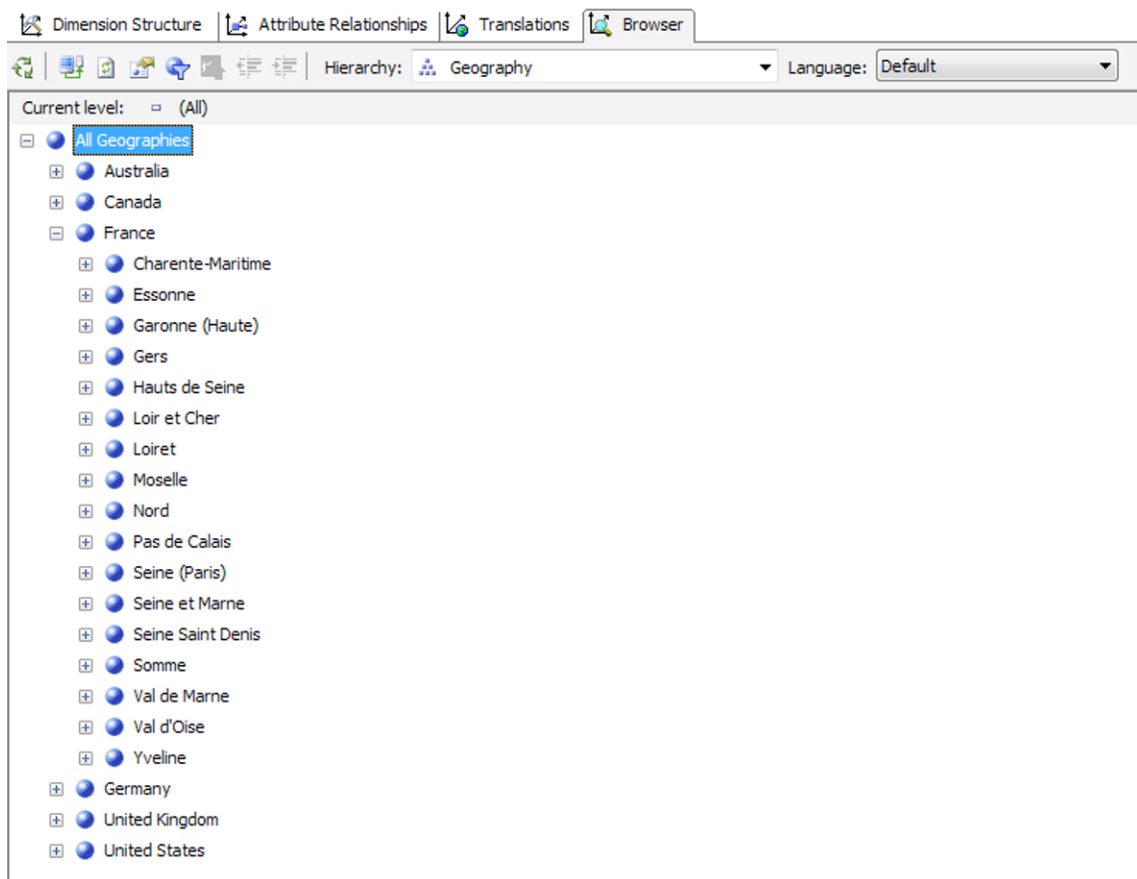 Dimension Structure Attribute Relationships Translations Browser
Hierarchy: Geography Language: Default
Current level: (All)
All Geographies
Australia
Canada
France
Charente-Maritime
Essonne
Garonne (Haute)
Gers
Hauts de Seine
Loir et Cher
Loiret
Moselle
Nord
Pas de Calais
Seine (Paris)
Seine et Marne
Seine Saint Denis
Somme
Val de Marne
Val d'Oise
Yveline
Germany
United Kingdom
United States